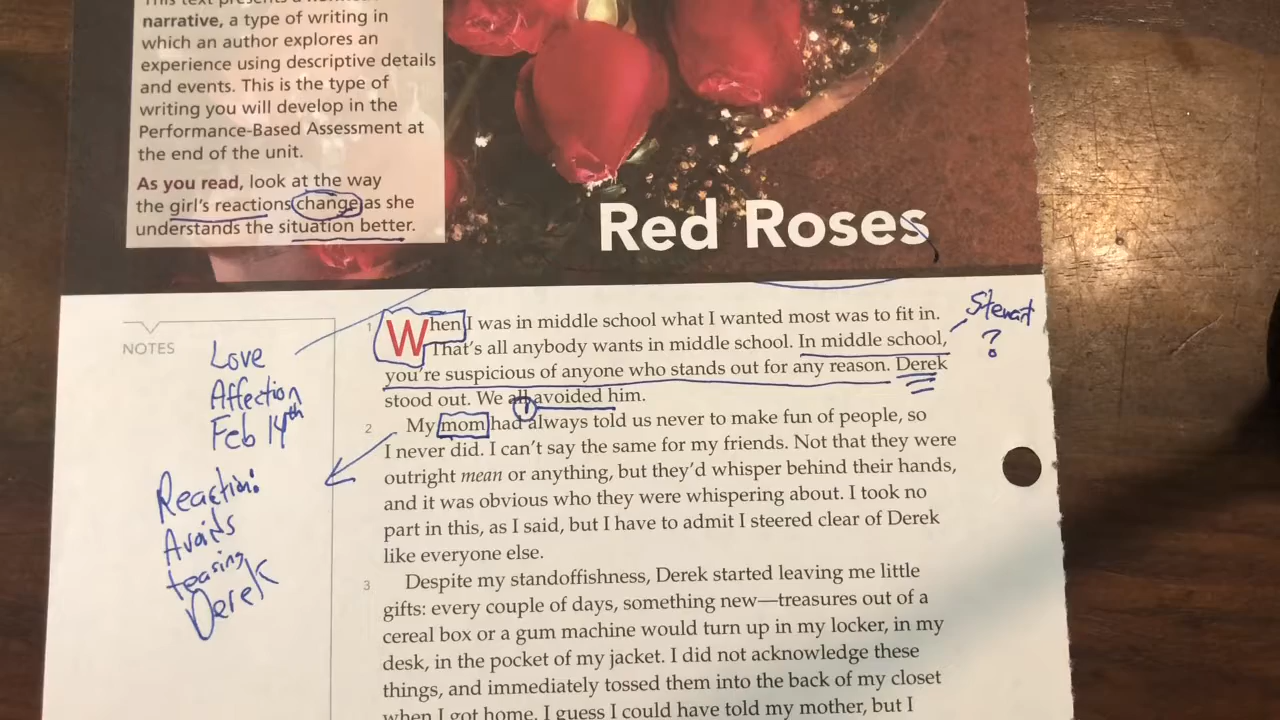 narrative, a type of writing in
which an author explores an
experience using descriptive details
and events. This is the type of
writing you will develop in the
Performance-Based Assessment at
the end of the unit.
As you read, look at the way
the girl's reactions change as she
understands the situation better.
Red Roses
NOTES
Love
Affection
Feb 14th
Reaction:
Avoids
teasing
Derek
Stewart
?
1 When I was in middle school what I wanted most was to fit in.
That's all anybody wants in middle school. In middle school,
you're suspicious of anyone who stands out for any reason. Derek
stood out. We all avoided him.
1
2 My mom had always told us never to make fun of people, so
I never did. I can't say the same for my friends. Not that they were
outright mean or anything, but they'd whisper behind their hands,
and it was obvious who they were whispering about. I took no
part in this, as I said, but I have to admit I steered clear of Derek
like everyone else.
3 Despite my standoffishness, Derek started leaving me little
gifts: every couple of days, something new—treasures out of a
cereal box or a gum machine would turn up in my locker, in my
desk, in the pocket of my jacket. I did not acknowledge these
things, and immediately tossed them into the back of my closet
when I got home. I guess I could have told my mother, but I